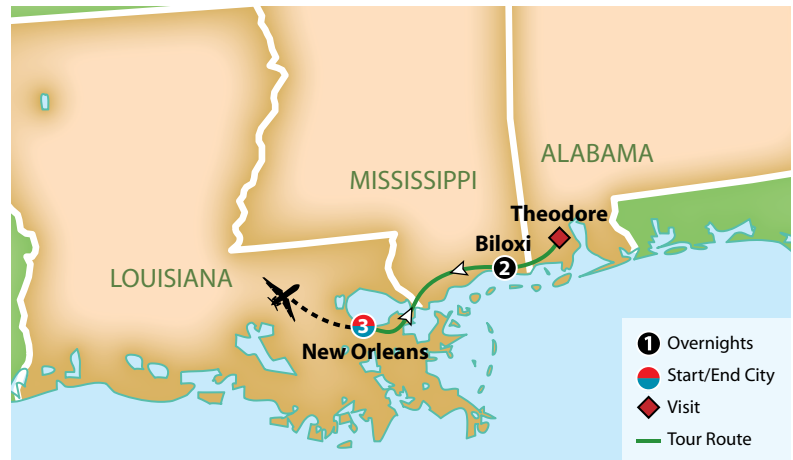 ALABAMA
MISSISSIPPI
Theodore
Biloxi
2
LOUISIANA
3
New Orleans
1 Overnights
Start/End City
Visit
Tour Route